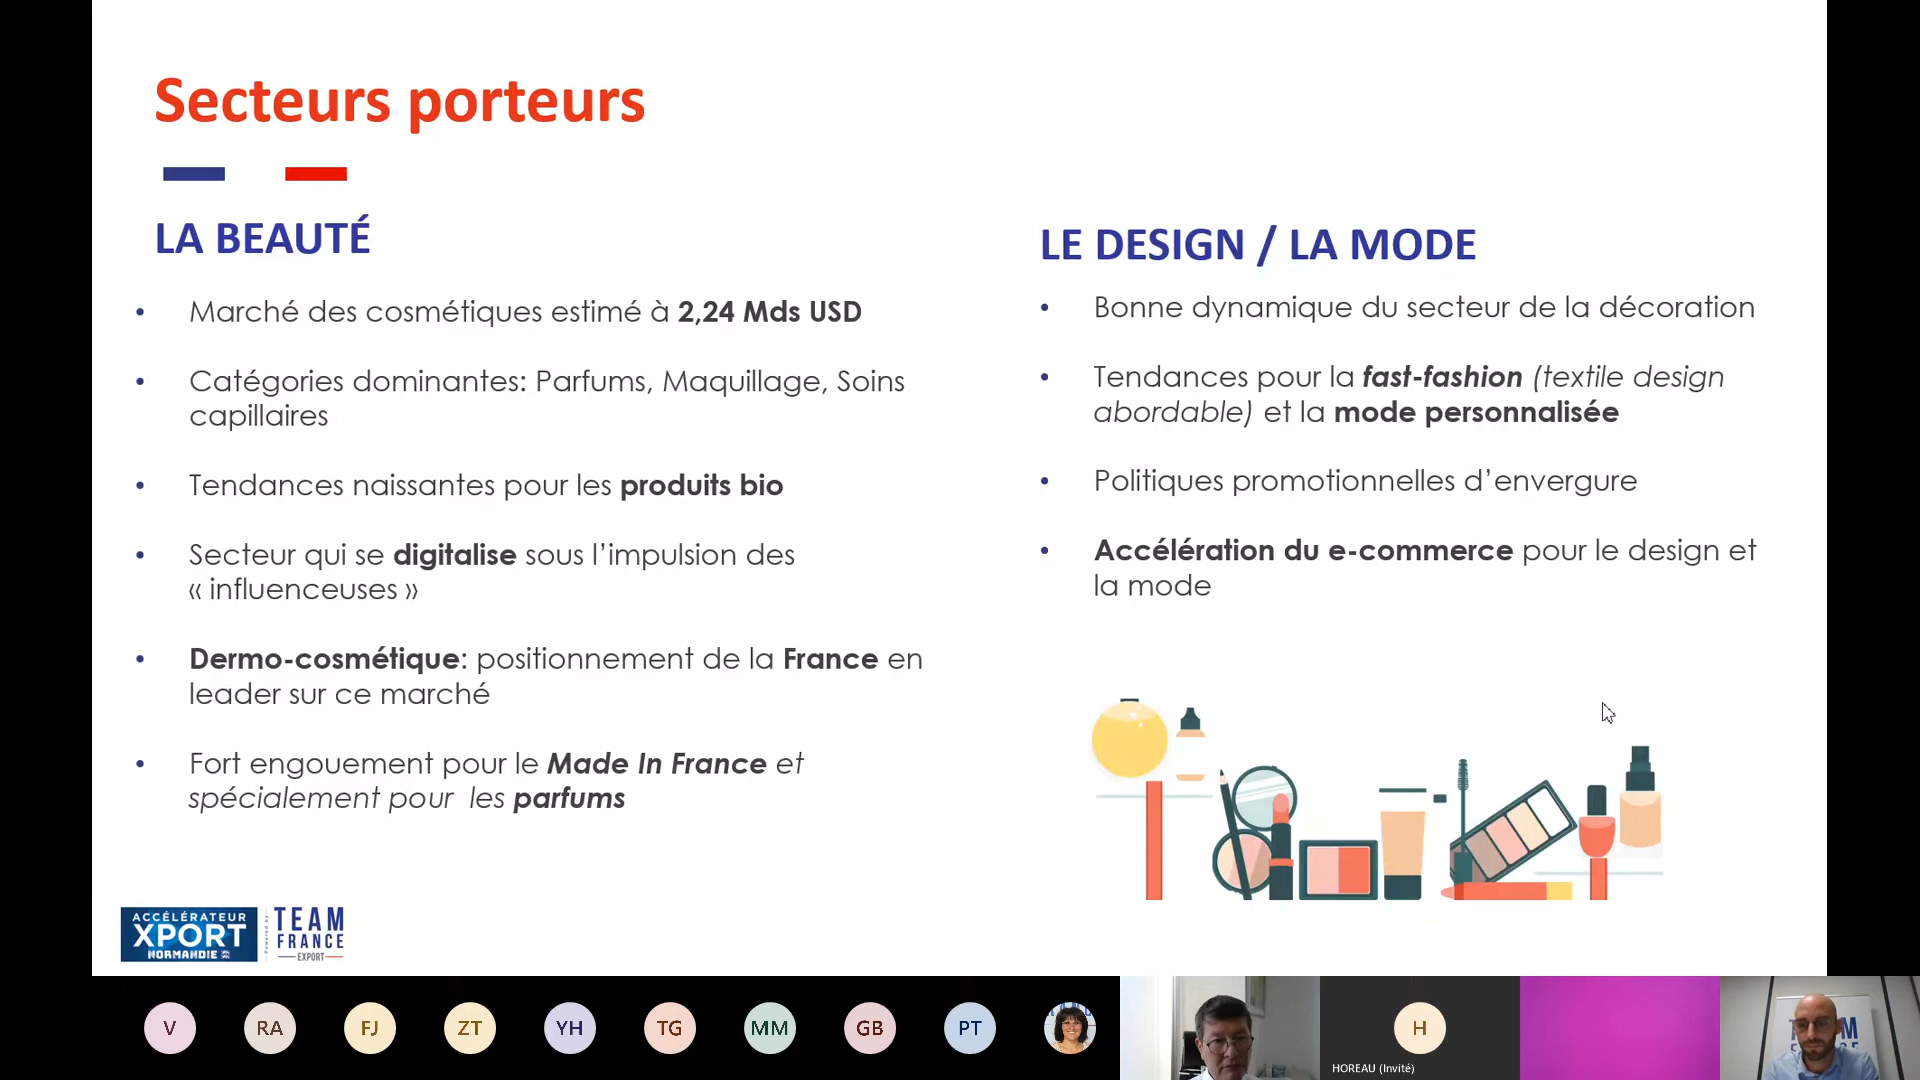 Secteurs porteurs
LA BEAUTÉ
• Marché des cosmétiques estimé à 2,24 Mds USD
• Catégories dominantes: Parfums, Maquillage, Soins
capillaires
• Tendances naissantes pour les produits bio
• Secteur qui se digitalise sous l’impulsion des
« influenceuses »
• Dermo-cosmétique: positionnement de la France en
leader sur ce marché
• Fort engouement pour le Made In France et
spécialement pour les parfums
LE DESIGN / LA MODE
• Bonne dynamique du secteur de la décoration
• Tendances pour la fast-fashion (textile design
abordable) et la mode personnalisée
• Politiques promotionnelles d’envergure
• Accélération du e-commerce pour le design et
la mode
ACCÉLÉRATEUR
XPORT
NORMANDIE
TEAM
FRANCE
EXPORT
V RA FJ ZT YH TG MM GB PT H
HOREAU (Invité)